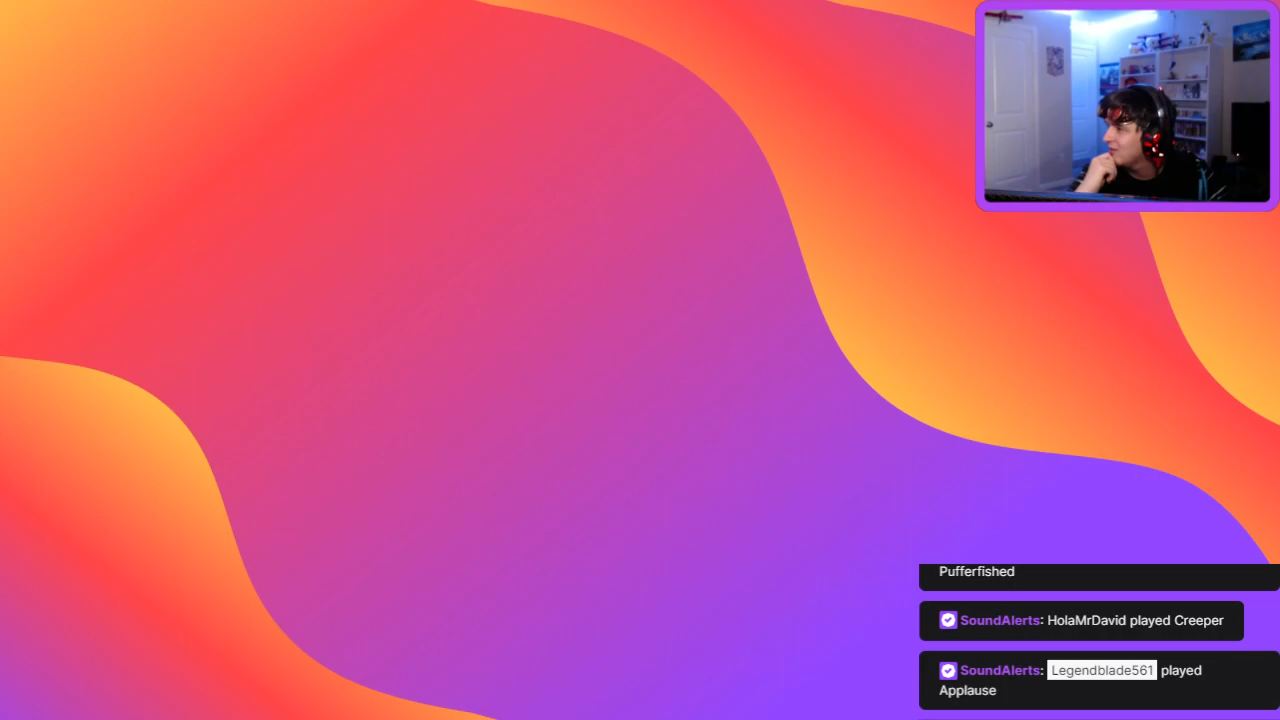 Pufferfished
SoundAlerts: HolaMrDavid played Creeper
SoundAlerts: Legendblade561 played
Applause